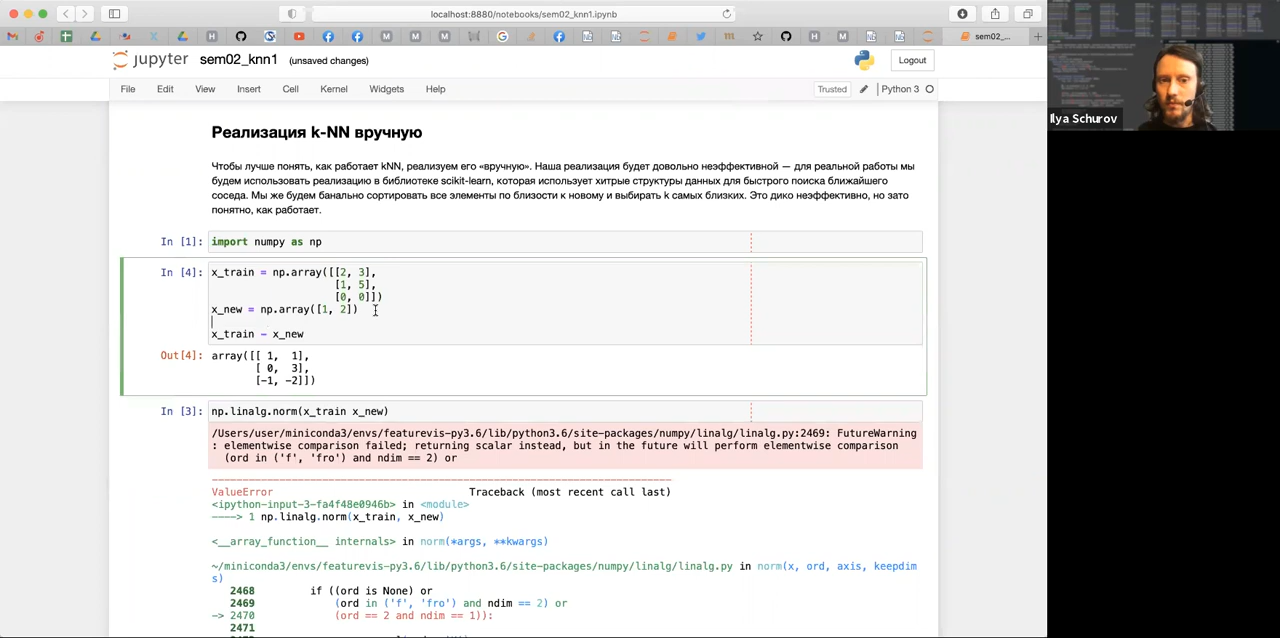 localhost:8880/notebooks/sem02_knn1.ipynb
sem02_...
jupyter sem02_knn1 (unsaved changes)
Logout
File Edit View Insert Cell Kernel Widgets Help
Trusted
Python 3
Ilya Schurov
Реализация k-NN вручную
Чтобы лучше понять, как работает kNN, реализуем его «вручную». Наша реализация будет довольно неэффективной — для реальной работы мы
будем использовать реализацию в библиотеке scikit-learn, которая использует хитрые структуры данных для быстрого поиска ближайшего
соседа. Мы же будем банально сортировать все элементы по близости к новому и выбирать k самых близких. Это дико неэффективно, но зато
понятно, как работает.
In [1]: import numpy as np
In [4]: x_train = np.array([[2, 3],
[1, 5],
[0, 0]])
x_new = np.array([1, 2])
x_train - x_new
Out[4]: array([[ 1,  1],
[ 0,  3],
[-1, -2]])
In [3]: np.linalg.norm(x_train x_new)
/Users/user/miniconda3/envs/featurevis-py3.6/lib/python3.6/site-packages/numpy/linalg/linalg.py:2469: FutureWarning
: elementwise comparison failed; returning scalar instead, but in the future will perform elementwise comparison
(ord in ('f', 'fro') and ndim == 2) or
---------------------------------------------------------------------------
ValueError Traceback (most recent call last)
<ipython-input-3-fa4f48e0946b> in <module>
----> 1 np.linalg.norm(x_train, x_new)
<__array_function__ internals> in norm(*args, **kwargs)
~/miniconda3/envs/featurevis-py3.6/lib/python3.6/site-packages/numpy/linalg/linalg.py in norm(x, ord, axis, keepdim
s)
2468 if ((ord is None) or
2469 (ord in ('f', 'fro') and ndim == 2) or
-> 2470 (ord == 2 and ndim == 1)):
2471